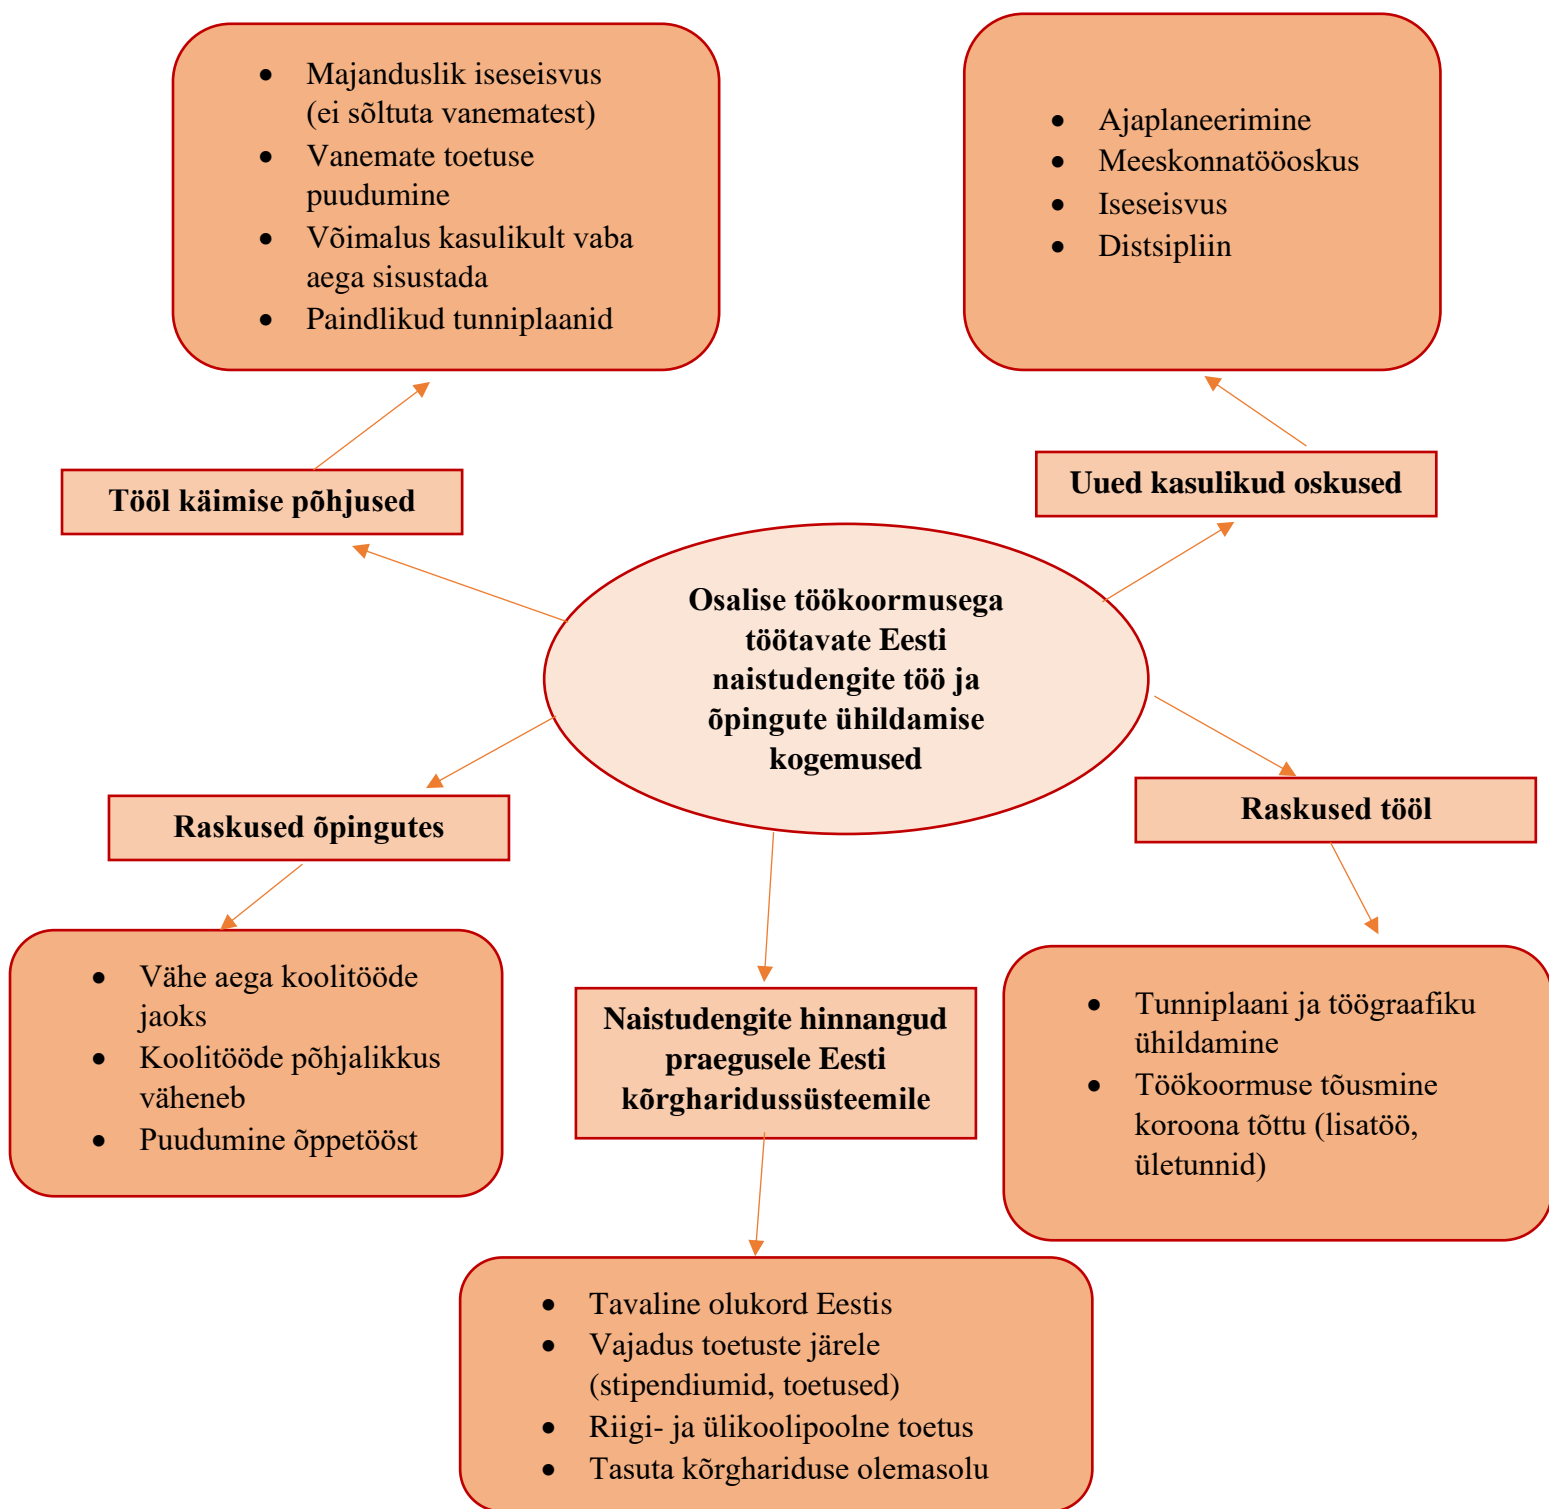 Majanduslik iseseisvus
(ei sõltuta vanematest)
Vanemate toetuse
puudumine
Võimalus kasulikult vaba
aega sisustada
Paindlikud tunniplaanid
Ajaplaneerimine
Meeskonnatööoskus
Iseseisvus
Distsipliin
Tööl käimise põhjused
Uued kasulikud oskused
Osalise töökoormusega
töötavate Eesti
naistudengite töö ja
õpingute ühildamise
kogemused
Raskused õpingutes
Raskused tööl
Vähe aega koolitööde
jaoks
Koolitööde põhjalikkus
väheneb
Puudumine õppetööst
Naistudengite hinnangud
praegusele Eesti
kõrgharidussüsteemile
Tunniplaani ja töögraafiku
ühildamine
Töökoormuse tõusmine
koroona tõttu (lisatöö,
ületunnid)
Tavaline olukord Eestis
Vajadus toetuste järele
(stipendiumid, toetused)
Riigi- ja ülikoolipoolne toetus
Tasuta kõrghariduse olemasolu